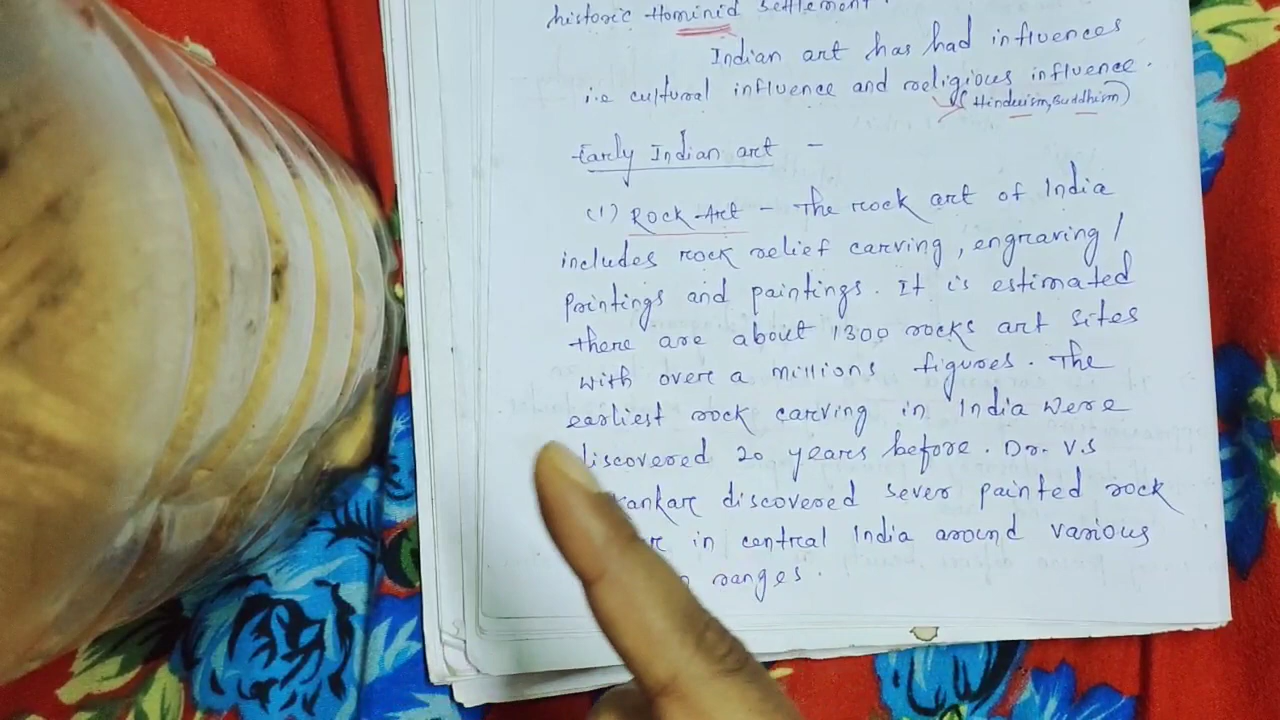 historic Hominid settlement.
Indian art has had influences
i.e cultural influence and religious influence.
(Hinduism, Buddhism)
Early Indian art -
(1) Rock Art - The rock art of India
includes rock relief carving, engraving/
printings and paintings. It is estimated
there are about 1300 rocks art sites
with over a millions figures. The
earliest rock carving in India were
discovered 20 years before. Dr. V.S
kankar discovered sever painted rock
in central India around various
ranges.